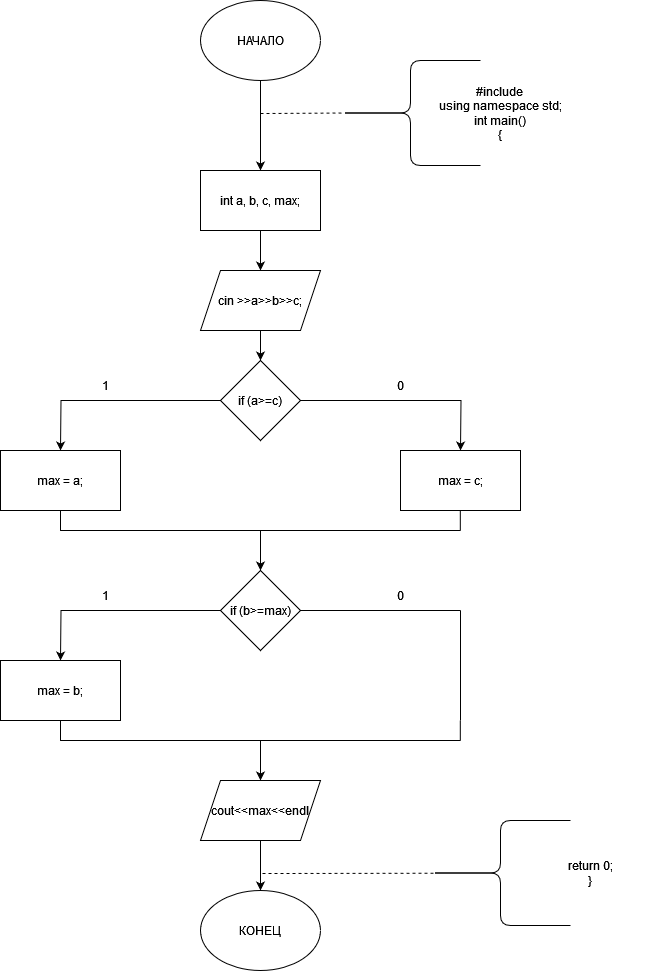 НАЧАЛО
#include
using namespace std;
int main()
{
int a, b, c, max;
cin >>a>>b>>c;
if (a>=c)
1
0
max = a;
max = c;
if (b>=max)
1
0
max = b;
cout<<max<<endl
return 0;
}
КОНЕЦ